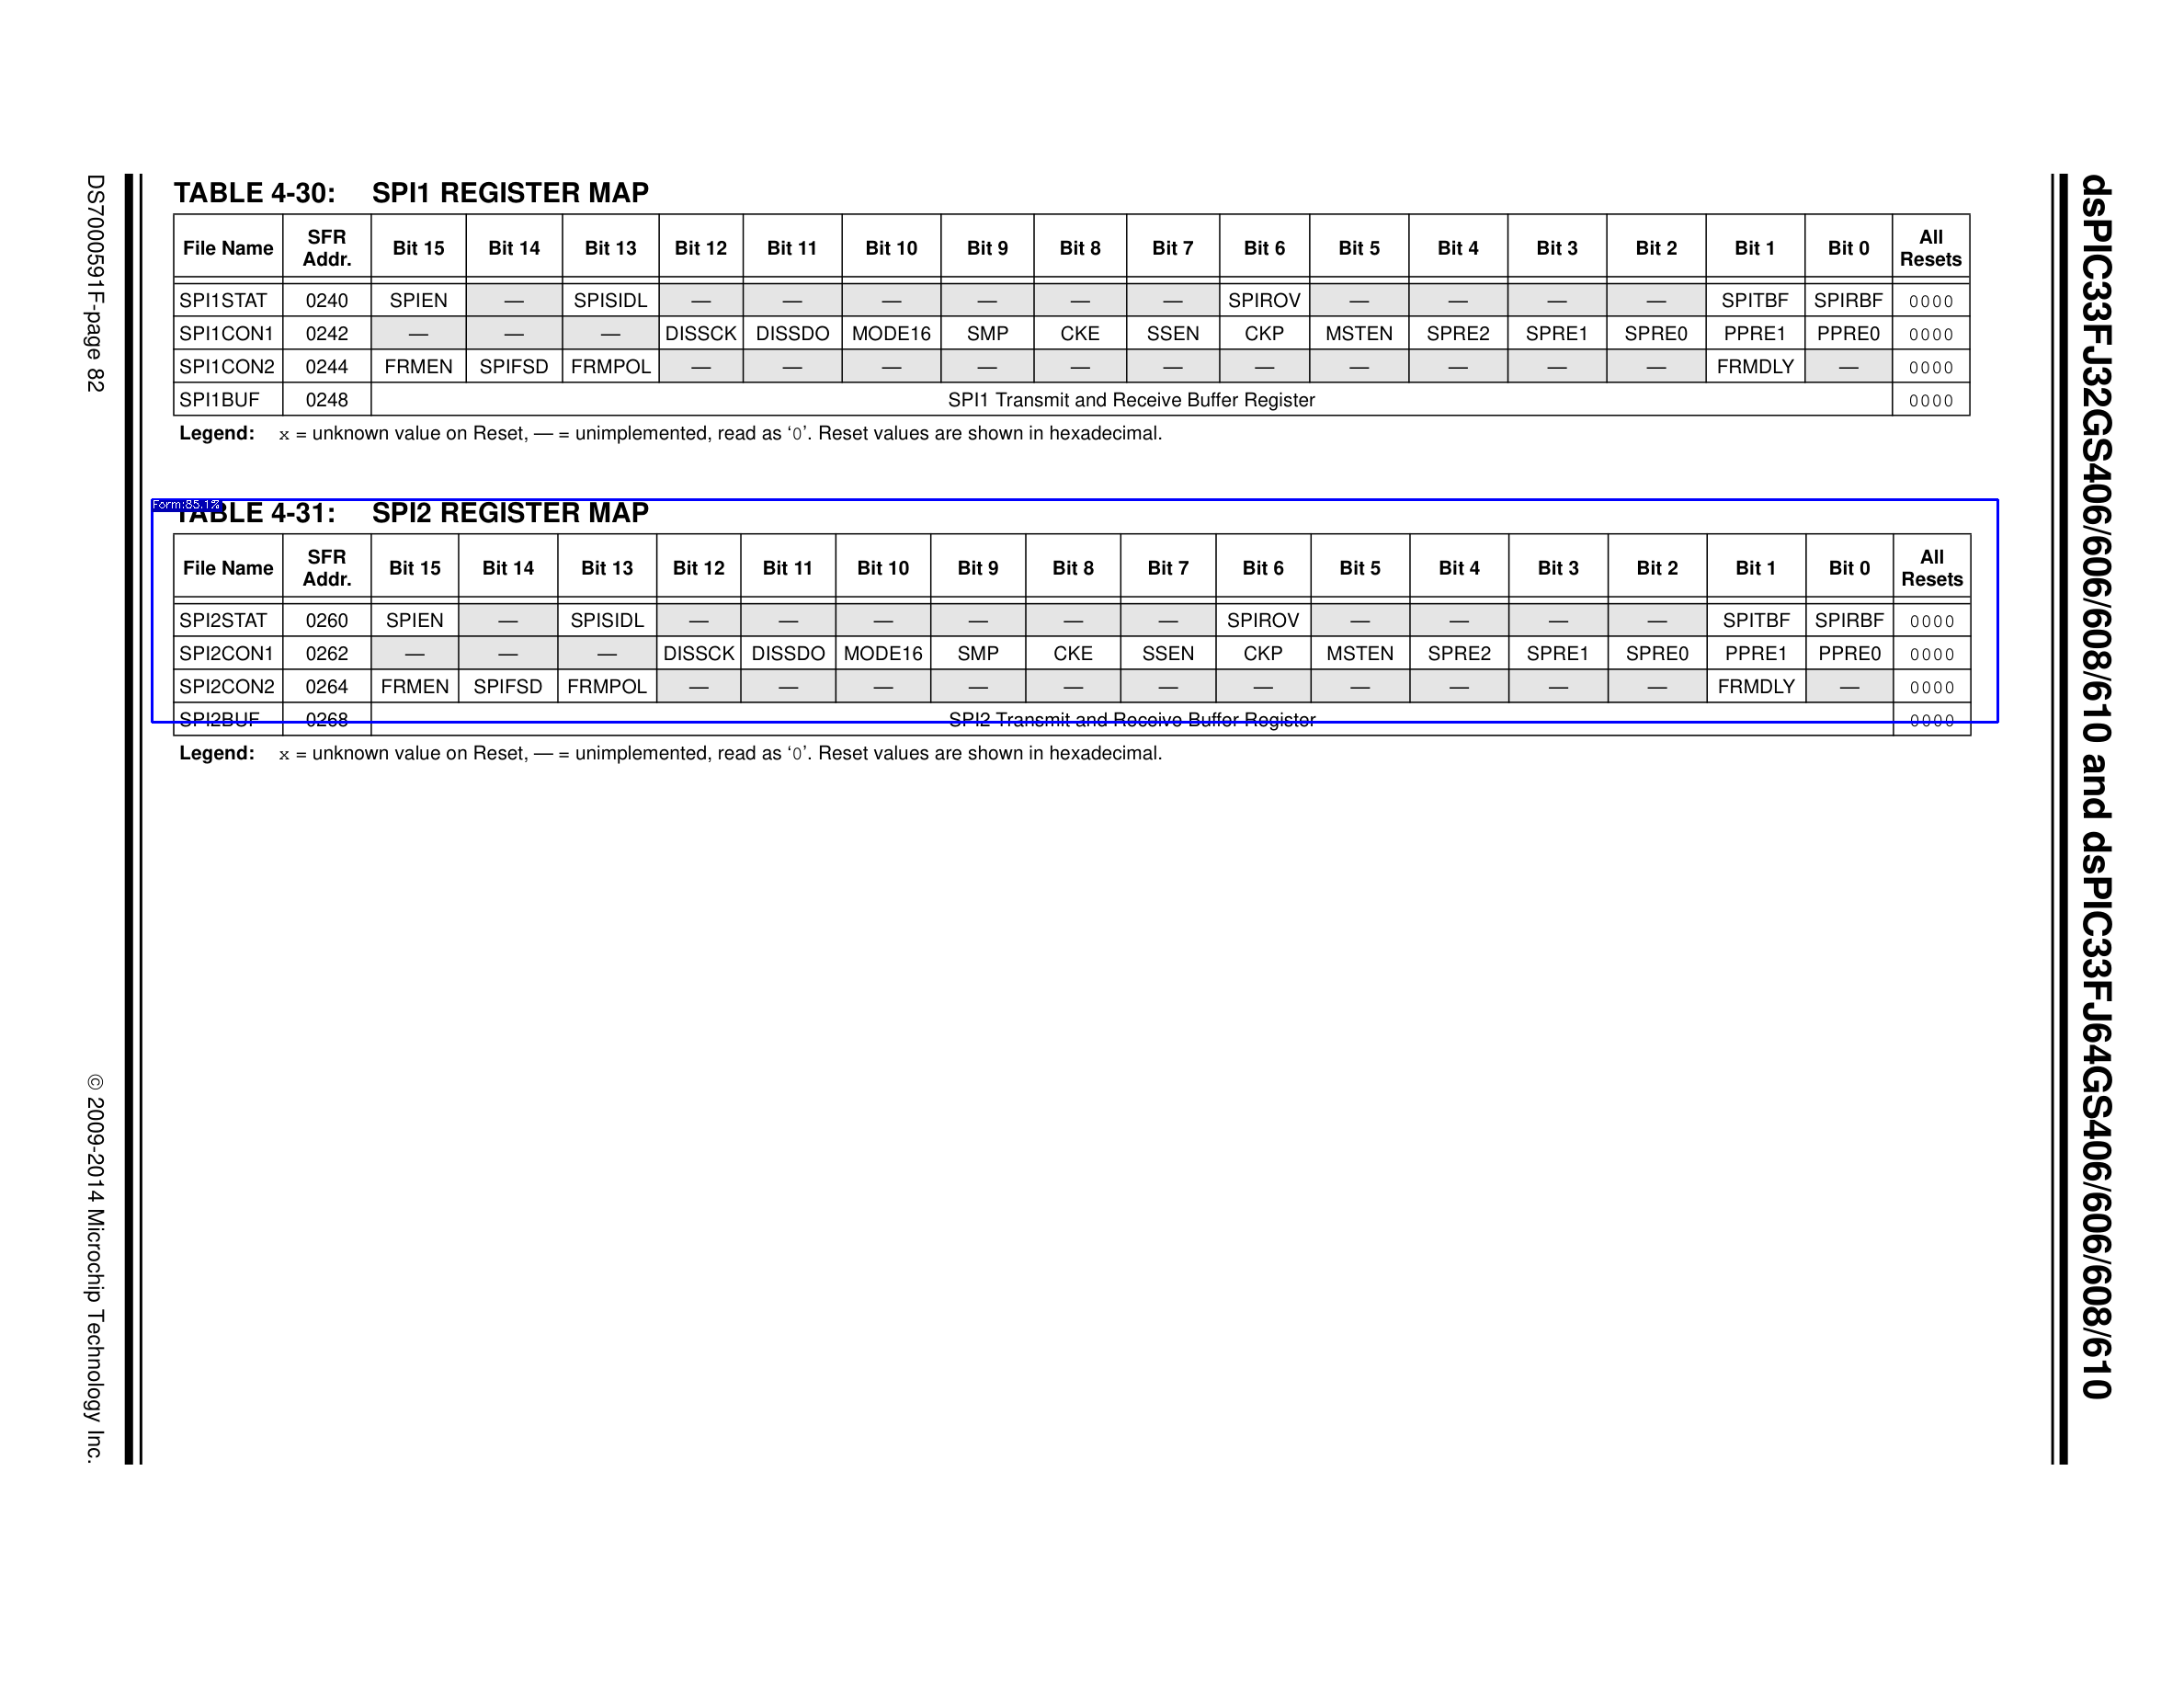 dsPIC33FJ32GS406/606/608/610 and dsPIC33FJ64GS406/606/608/610
TABLE 4-30: SPI1 REGISTER MAP
File Name SFR Addr. Bit 15 Bit 14 Bit 13 Bit 12 Bit 11 Bit 10 Bit 9 Bit 8 Bit 7 Bit 6 Bit 5 Bit 4 Bit 3 Bit 2 Bit 1 Bit 0 All Resets
SPI1STAT 0240 SPIEN — SPISIDL — — — — — — SPIROV — — — — SPITBF SPIRBF 0000
SPI1CON1 0242 — — — DISSCK DISSDO MODE16 SMP CKE SSEN CKP MSTEN SPRE2 SPRE1 SPRE0 PPRE1 PPRE0 0000
SPI1CON2 0244 FRMEN SPIFSD FRMPOL — — — — — — — — — — — FRMDLY — 0000
SPI1BUF 0248 SPI1 Transmit and Receive Buffer Register 0000
Legend: x = unknown value on Reset, — = unimplemented, read as ‘0’. Reset values are shown in hexadecimal.
Form:85.1%
TABLE 4-31: SPI2 REGISTER MAP
File Name SFR Addr. Bit 15 Bit 14 Bit 13 Bit 12 Bit 11 Bit 10 Bit 9 Bit 8 Bit 7 Bit 6 Bit 5 Bit 4 Bit 3 Bit 2 Bit 1 Bit 0 All Resets
SPI2STAT 0260 SPIEN — SPISIDL — — — — — — SPIROV — — — — SPITBF SPIRBF 0000
SPI2CON1 0262 — — — DISSCK DISSDO MODE16 SMP CKE SSEN CKP MSTEN SPRE2 SPRE1 SPRE0 PPRE1 PPRE0 0000
SPI2CON2 0264 FRMEN SPIFSD FRMPOL — — — — — — — — — — — FRMDLY — 0000
SPI2BUF 0268 SPI2 Transmit and Receive Buffer Register 0000
Legend: x = unknown value on Reset, — = unimplemented, read as ‘0’. Reset values are shown in hexadecimal.
DS70000591F-page 82
© 2009-2014 Microchip Technology Inc.